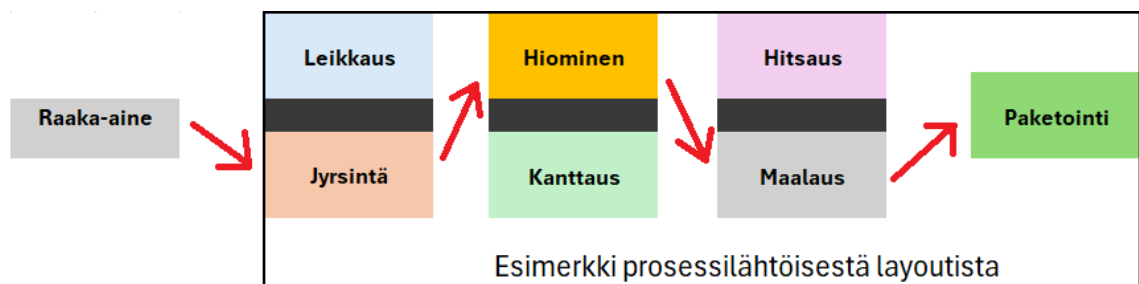 Leikkaus
Hiominen
Hitsaus
Raaka-aine
Paketointi
Jyrsintä
Kanttaus
Maalaus
Esimerkki prosessilähtöisestä layoutista